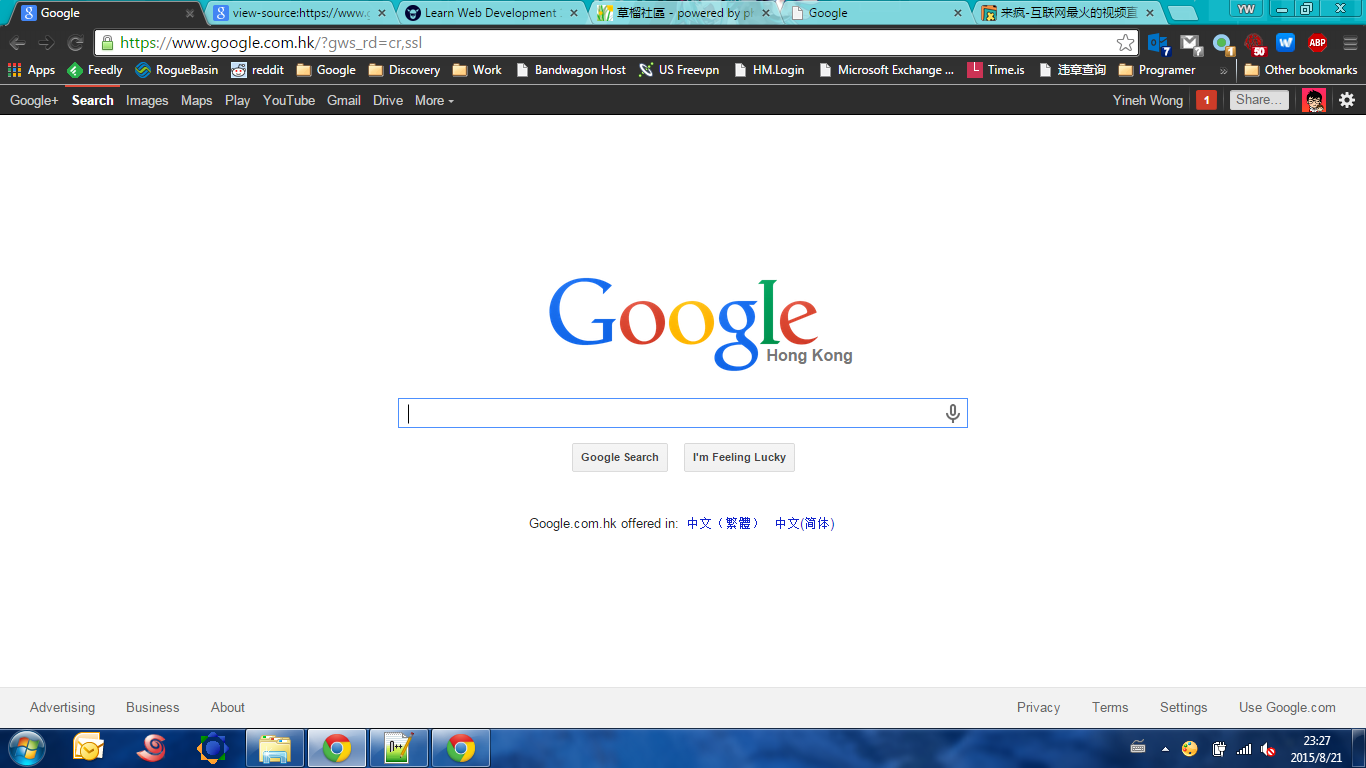 Google view-source:https://www.g Learn Web Development 草榴社區 - powered by ph Google 来疯-互联网最火的视频直 YW
https://www.google.com.hk/?gws_rd=cr,ssl 7 ? 1 50 W ABP
Apps Feedly RogueBasin reddit Google Discovery Work Bandwagon Host US Freevpn HM.Login Microsoft Exchange ... L Time.is 违章查询 Programer » Other bookmarks
Google+ Search Images Maps Play YouTube Gmail Drive More Yineh Wong 1 Share...
Google
Hong Kong
Google Search I'm Feeling Lucky
Google.com.hk offered in: 中文（繁體） 中文(简体)
Advertising Business About Privacy Terms Settings Use Google.com
23:27
2015/8/21